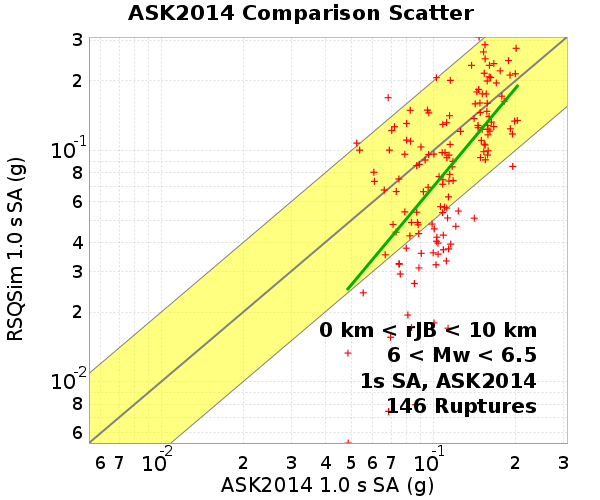 ASK2014 Comparison Scatter
RSQSim 1.0 s SA (g)
3
2
10-1
8
6
4
3
2
10-2
8
6
0 km < rJB < 10 km
6 < Mw < 6.5
1s SA, ASK2014
146 Ruptures
6 7 10-2 2 3 4 5 6 7 10-1 2 3
ASK2014 1.0 s SA (g)